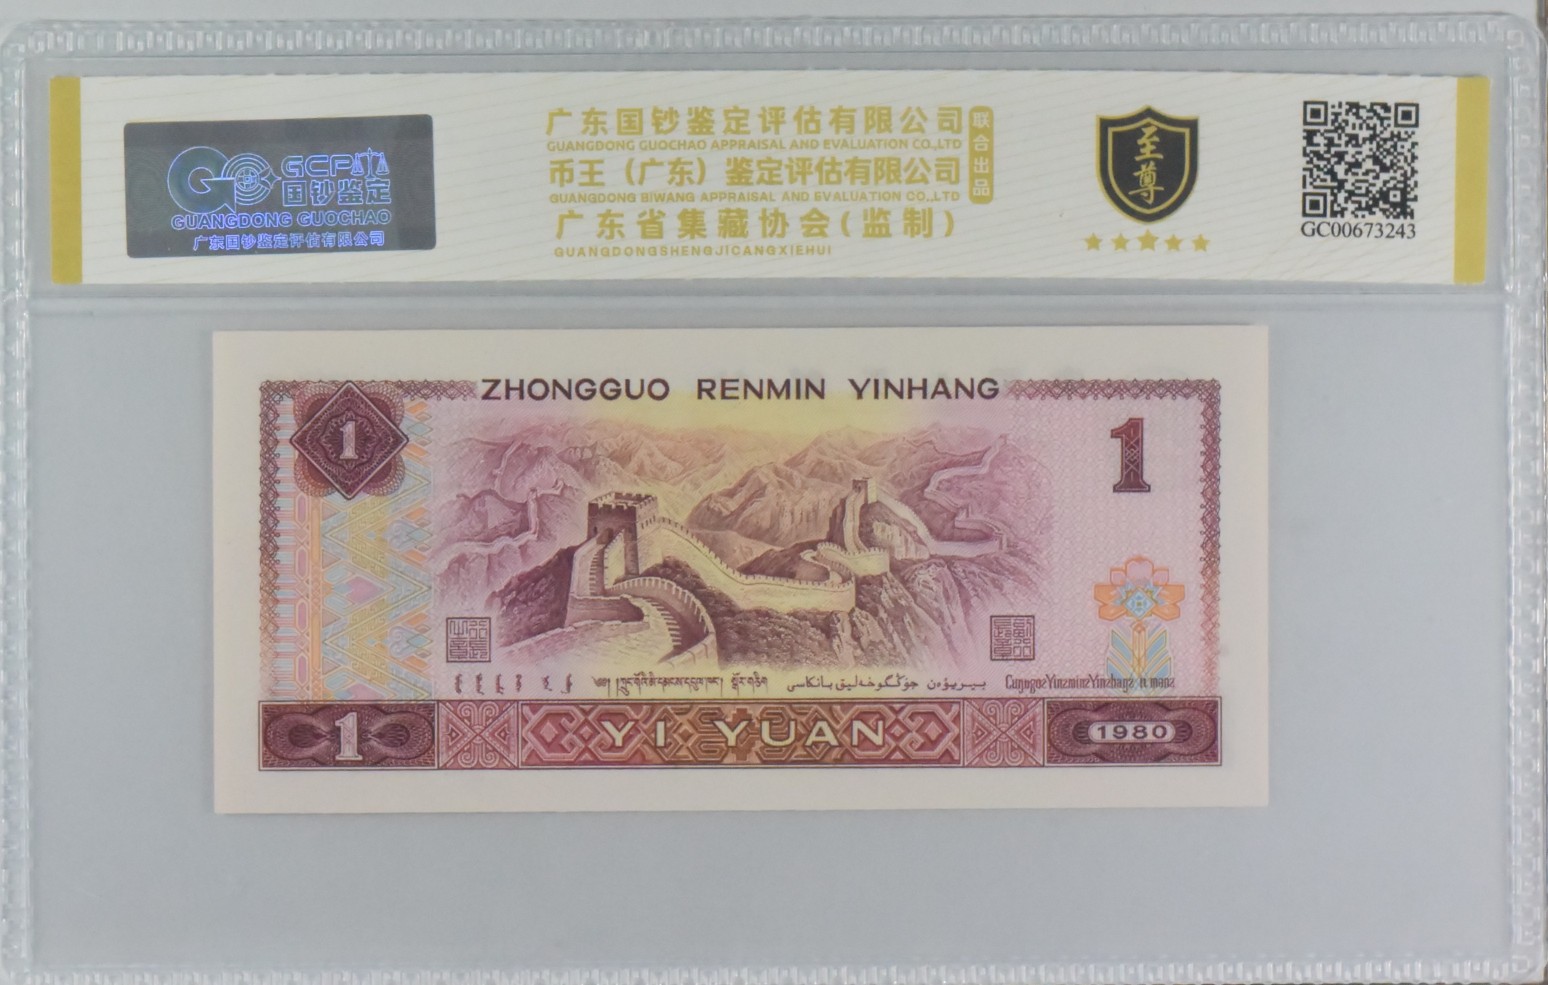 GCP
国钞鉴定
GUANGDONG GUOCHAO
广东国钞鉴定评估有限公司
广东国钞鉴定评估有限公司
GUANGDONG GUOCHAO APPRAISAL AND EVALUATION CO.,LTD
币王（广东）鉴定评估有限公司
GUANGDONG BIWANG APPRAISAL AND EVALUATION CO.,LTD
联合出品
广东省集藏协会(监制)
GUANGDONGSHENGJICANGXIEHUI
至尊
GC00673243
ZHONGGUO RENMIN YINHANG
1
1
1
YI YUAN
1980